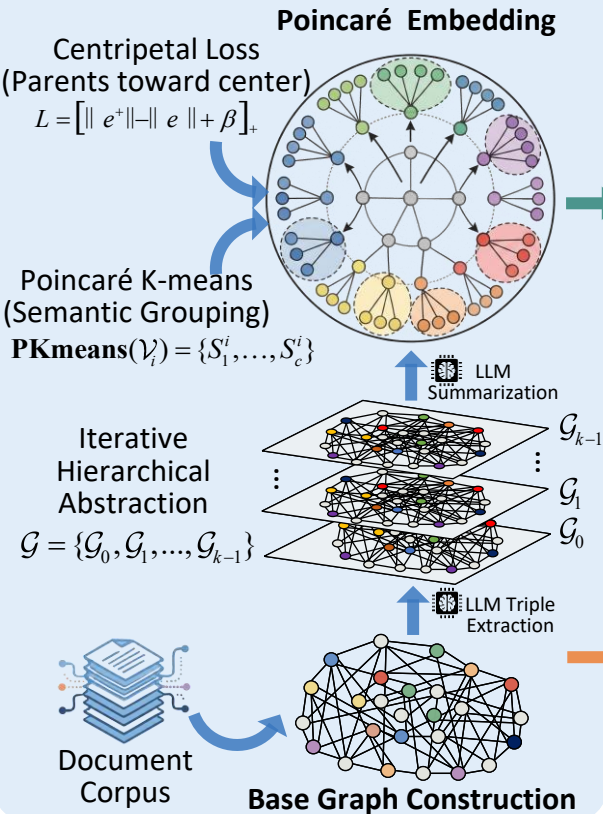 Poincaré Embedding
Centripetal Loss
(Parents toward center)
L = [‖ e⁺‖−‖ e ‖+ β]₊
Poincaré K-means
(Semantic Grouping)
PKmeans(𝒱ᵢ) = {S₁ⁱ,…,S_cⁱ}
LLM
Summarization
Iterative
Hierarchical
Abstraction
𝒢 = {𝒢₀,𝒢₁,...,𝒢ₖ₋₁}
𝒢ₖ₋₁
⋮
⋮
𝒢₁
𝒢₀
LLM Triple
Extraction
Document
Corpus
Base Graph Construction